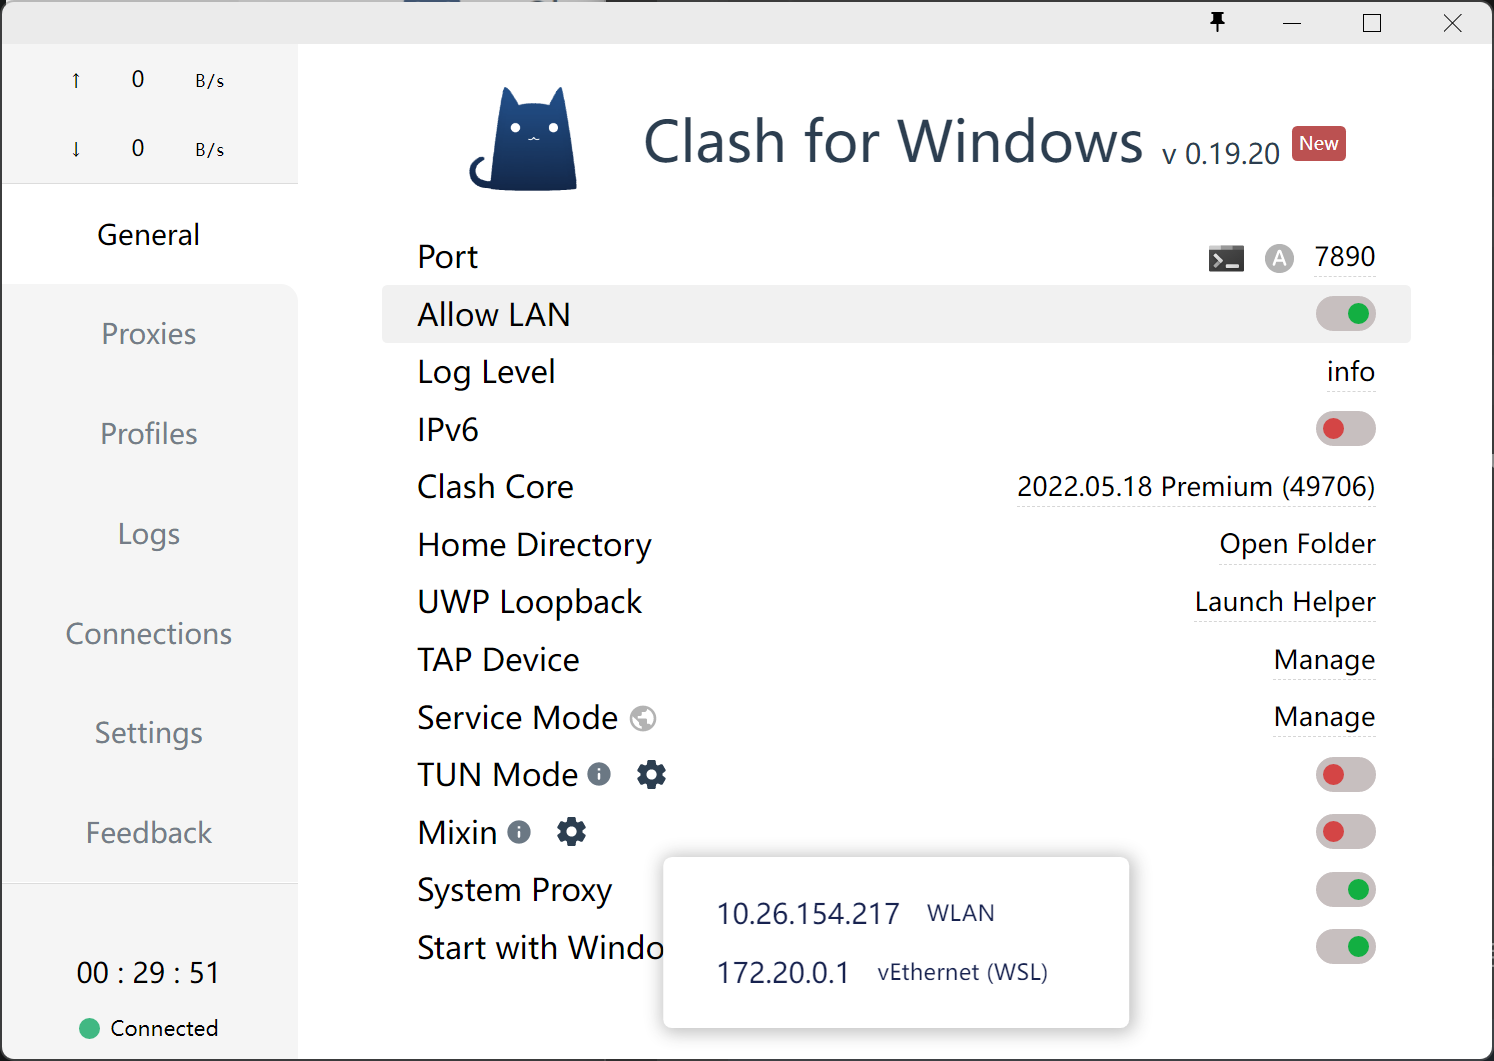 ↑ 0 B/s
↓ 0 B/s
General
Proxies
Profiles
Logs
Connections
Settings
Feedback
00 : 29 : 51
Connected
Clash for Windows v 0.19.20 New
Port A 7890
Allow LAN
Log Level info
IPv6
Clash Core 2022.05.18 Premium (49706)
Home Directory Open Folder
UWP Loopback Launch Helper
TAP Device Manage
Service Mode Manage
TUN Mode
Mixin
System Proxy
Start with Windo
10.26.154.217 WLAN
172.20.0.1 vEthernet (WSL)